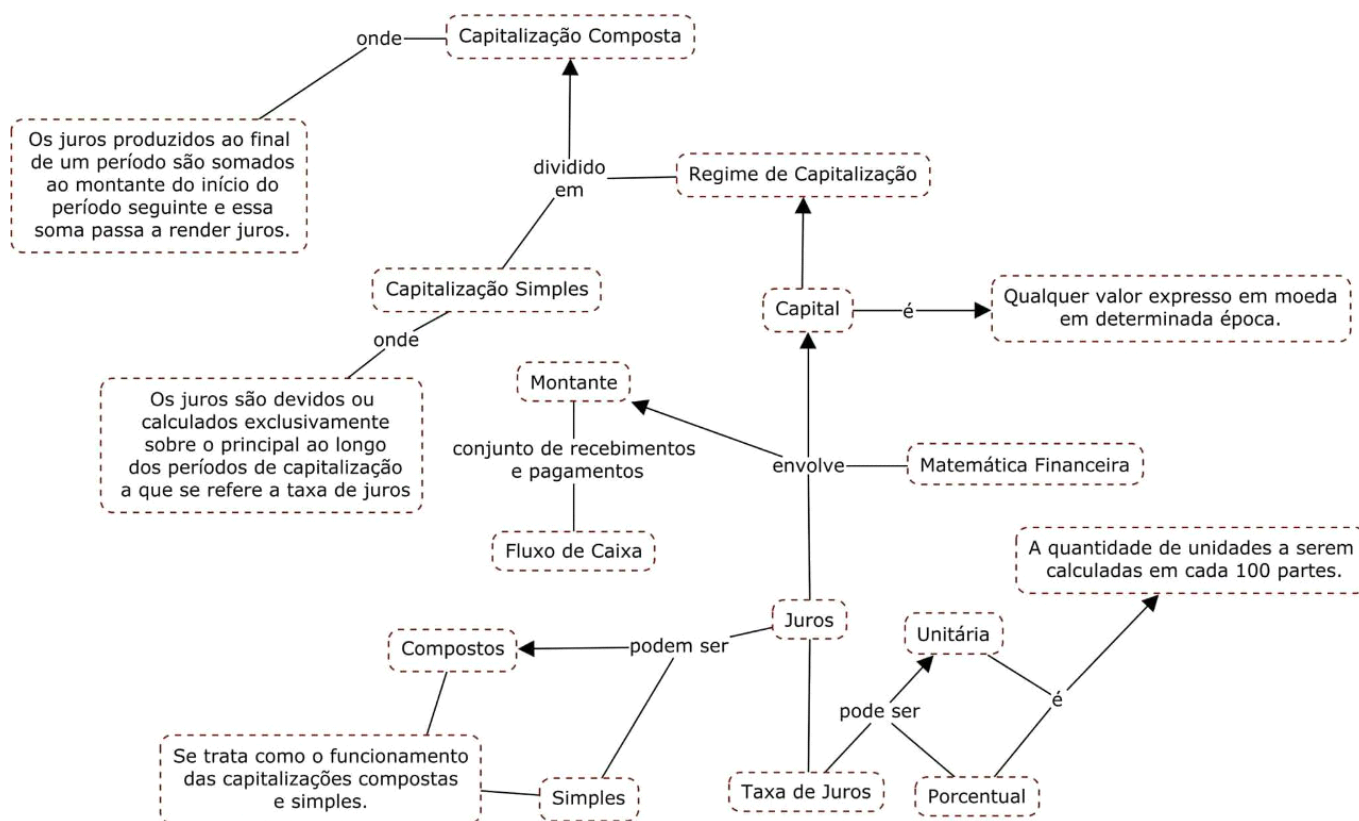 onde
Capitalização Composta
Os juros produzidos ao final
de um período são somados
ao montante do início do
período seguinte e essa
soma passa a render juros.
dividido
em
Regime de Capitalização
Capitalização Simples
onde
Capital
é
Qualquer valor expresso em moeda
em determinada época.
Os juros são devidos ou
calculados exclusivamente
sobre o principal ao longo
dos períodos de capitalização
a que se refere a taxa de juros
Montante
conjunto de recebimentos
e pagamentos
Fluxo de Caixa
envolve
Matemática Financeira
A quantidade de unidades a serem
calculadas em cada 100 partes.
Juros
Unitária
Compostos
podem ser
é
pode ser
Se trata como o funcionamento
das capitalizações compostas
e simples.
Simples
Taxa de Juros
Porcentual